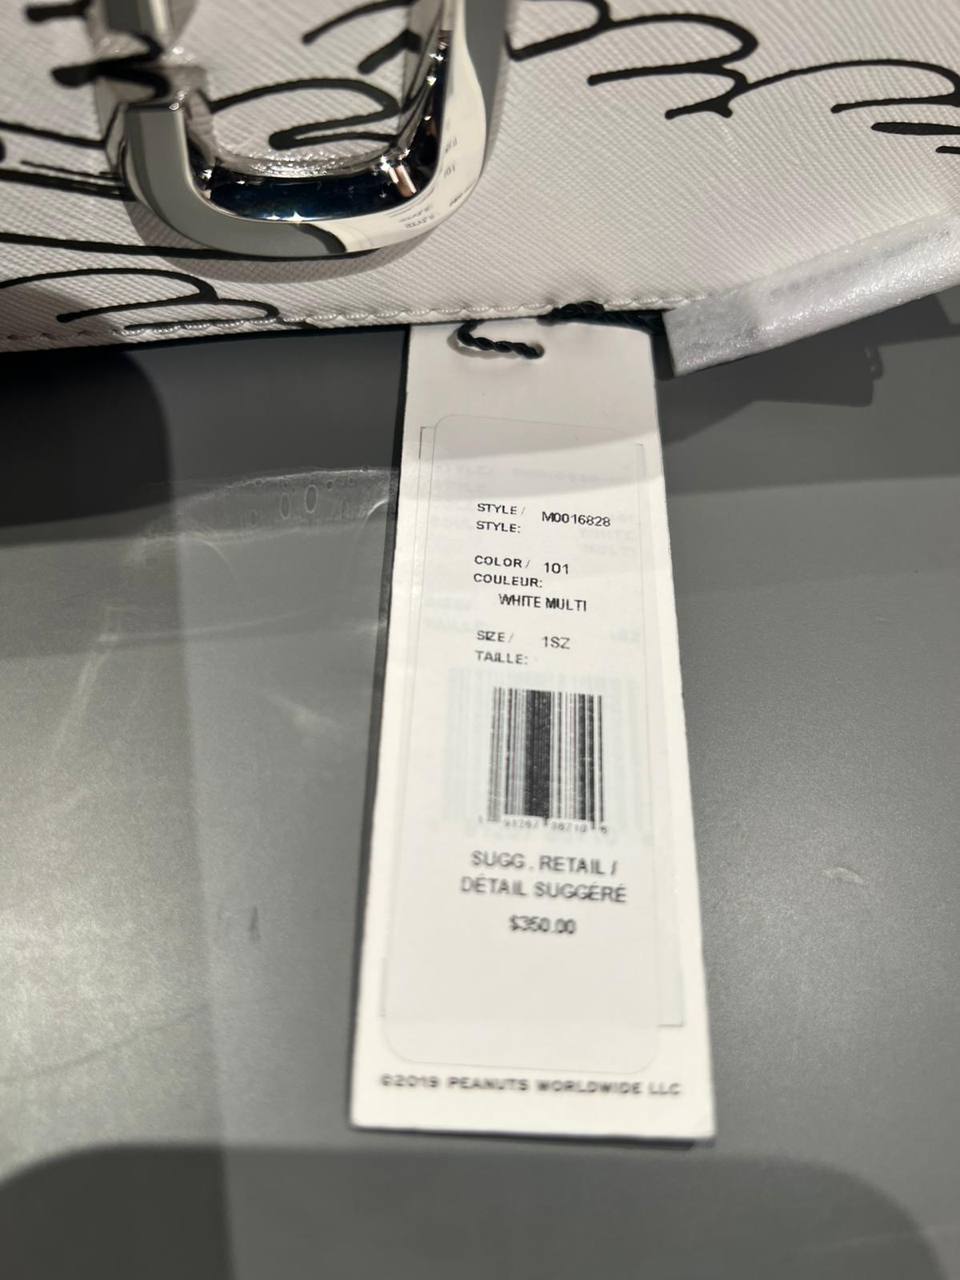 STYLE / M0016828
STYLE:
COLOR / 101
COULEUR:
WHITE MULTI
SIZE / 1SZ
TAILLE:
SUGG. RETAIL /
DÉTAIL SUGGÉRÉ
$350.00
©2019 PEANUTS WORLDWIDE LLC